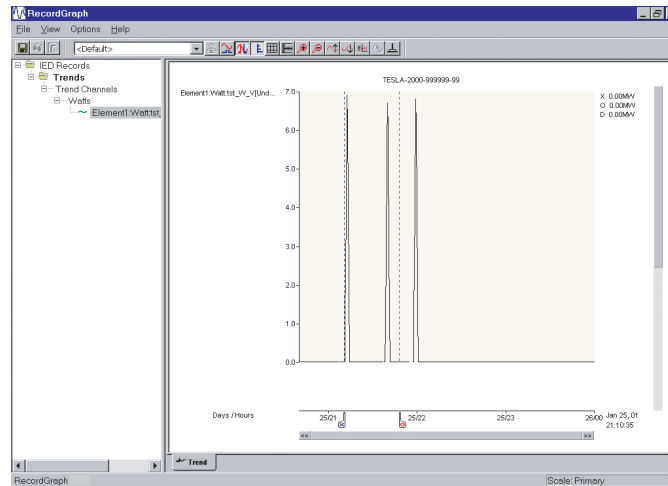 RecordGraph
File View Options Help
<Default>
IED Records
Trends
Trend Channels
Watts
Element1:Watt:tst_
TESLA-2000-999999-99
Element1:Watt:tst_W_V[Und...
X 0.00MW
O 0.00MW
D 0.00MW
7.0
6.0
5.0
4.0
3.0
2.0
1.0
0.0
Days / Hours
25/21 25/22 25/23 26/00 Jan 25, 01
X O 21:10:35
<< >>
Trend
RecordGraph Scale: Primary